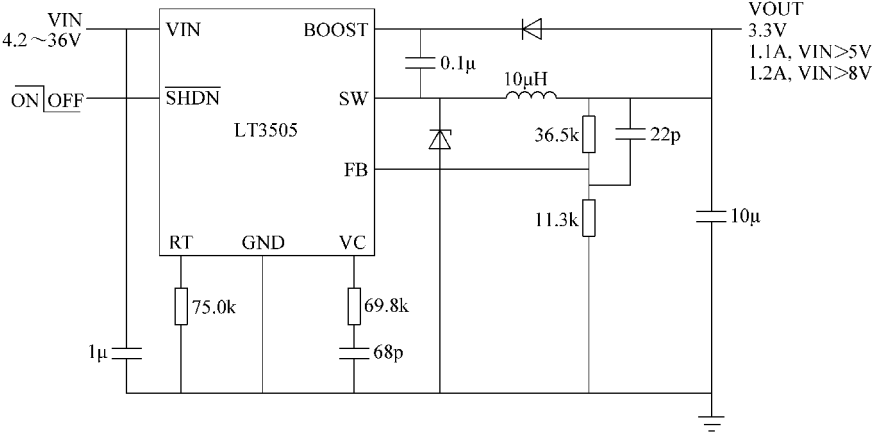 VIN
4.2～36V
VIN
BOOST
VOUT
3.3V
1.1A, VIN>5V
1.2A, VIN>8V
0.1μ
10μH
ON OFF
SHDN
SW
LT3505
36.5k
22p
FB
11.3k
10μ
RT
GND
VC
75.0k
69.8k
1μ
68p